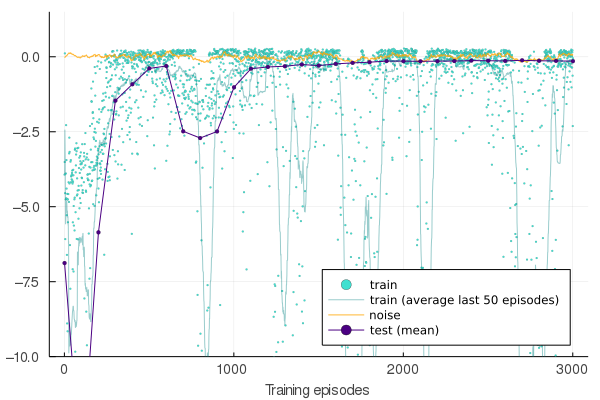 0.0
−2.5
−5.0
−7.5
−10.0
0
1000
2000
3000
Training episodes
train
train (average last 50 episodes)
noise
test (mean)